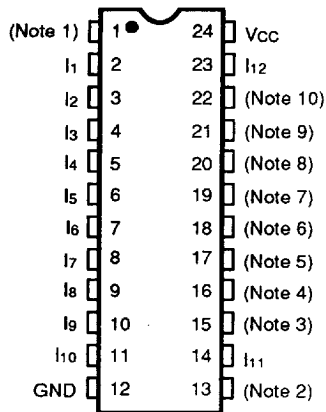 (Note 1) 1 24 VCC
I1 2 23 I12
I2 3 22 (Note 10)
I3 4 21 (Note 9)
I4 5 20 (Note 8)
I5 6 19 (Note 7)
I6 7 18 (Note 6)
I7 8 17 (Note 5)
I8 9 16 (Note 4)
I9 10 15 (Note 3)
I10 11 14 I11
GND 12 13 (Note 2)